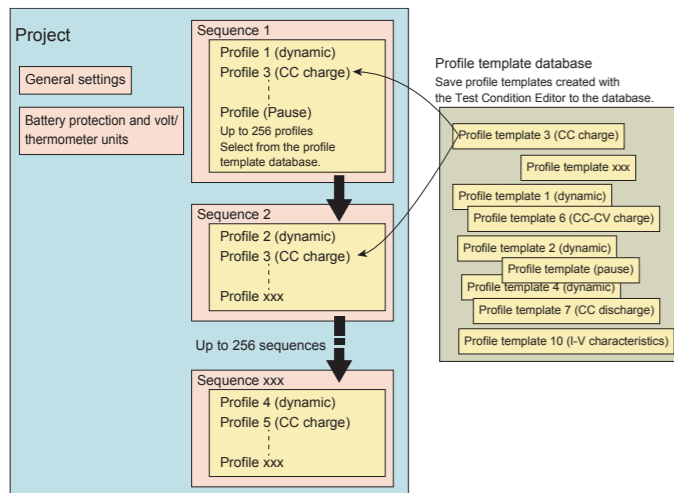 Project
General settings
Battery protection and volt/
thermometer units
Sequence 1
Profile 1 (dynamic)
Profile 3 (CC charge)
Profile (Pause)
Up to 256 profiles
Select from the profile
template database.
Sequence 2
Profile 2 (dynamic)
Profile 3 (CC charge)
Profile xxx
Up to 256 sequences
Sequence xxx
Profile 4 (dynamic)
Profile 5 (CC charge)
Profile xxx
Profile template database
Save profile templates created with
the Test Condition Editor to the database.
Profile template 3 (CC charge)
Profile template xxx
Profile template 1 (dynamic)
Profile template 6 (CC-CV charge)
Profile template 2 (dynamic)
Profile template (pause)
Profile template 4 (dynamic)
Profile template 7 (CC discharge)
Profile template 10 (I-V characteristics)